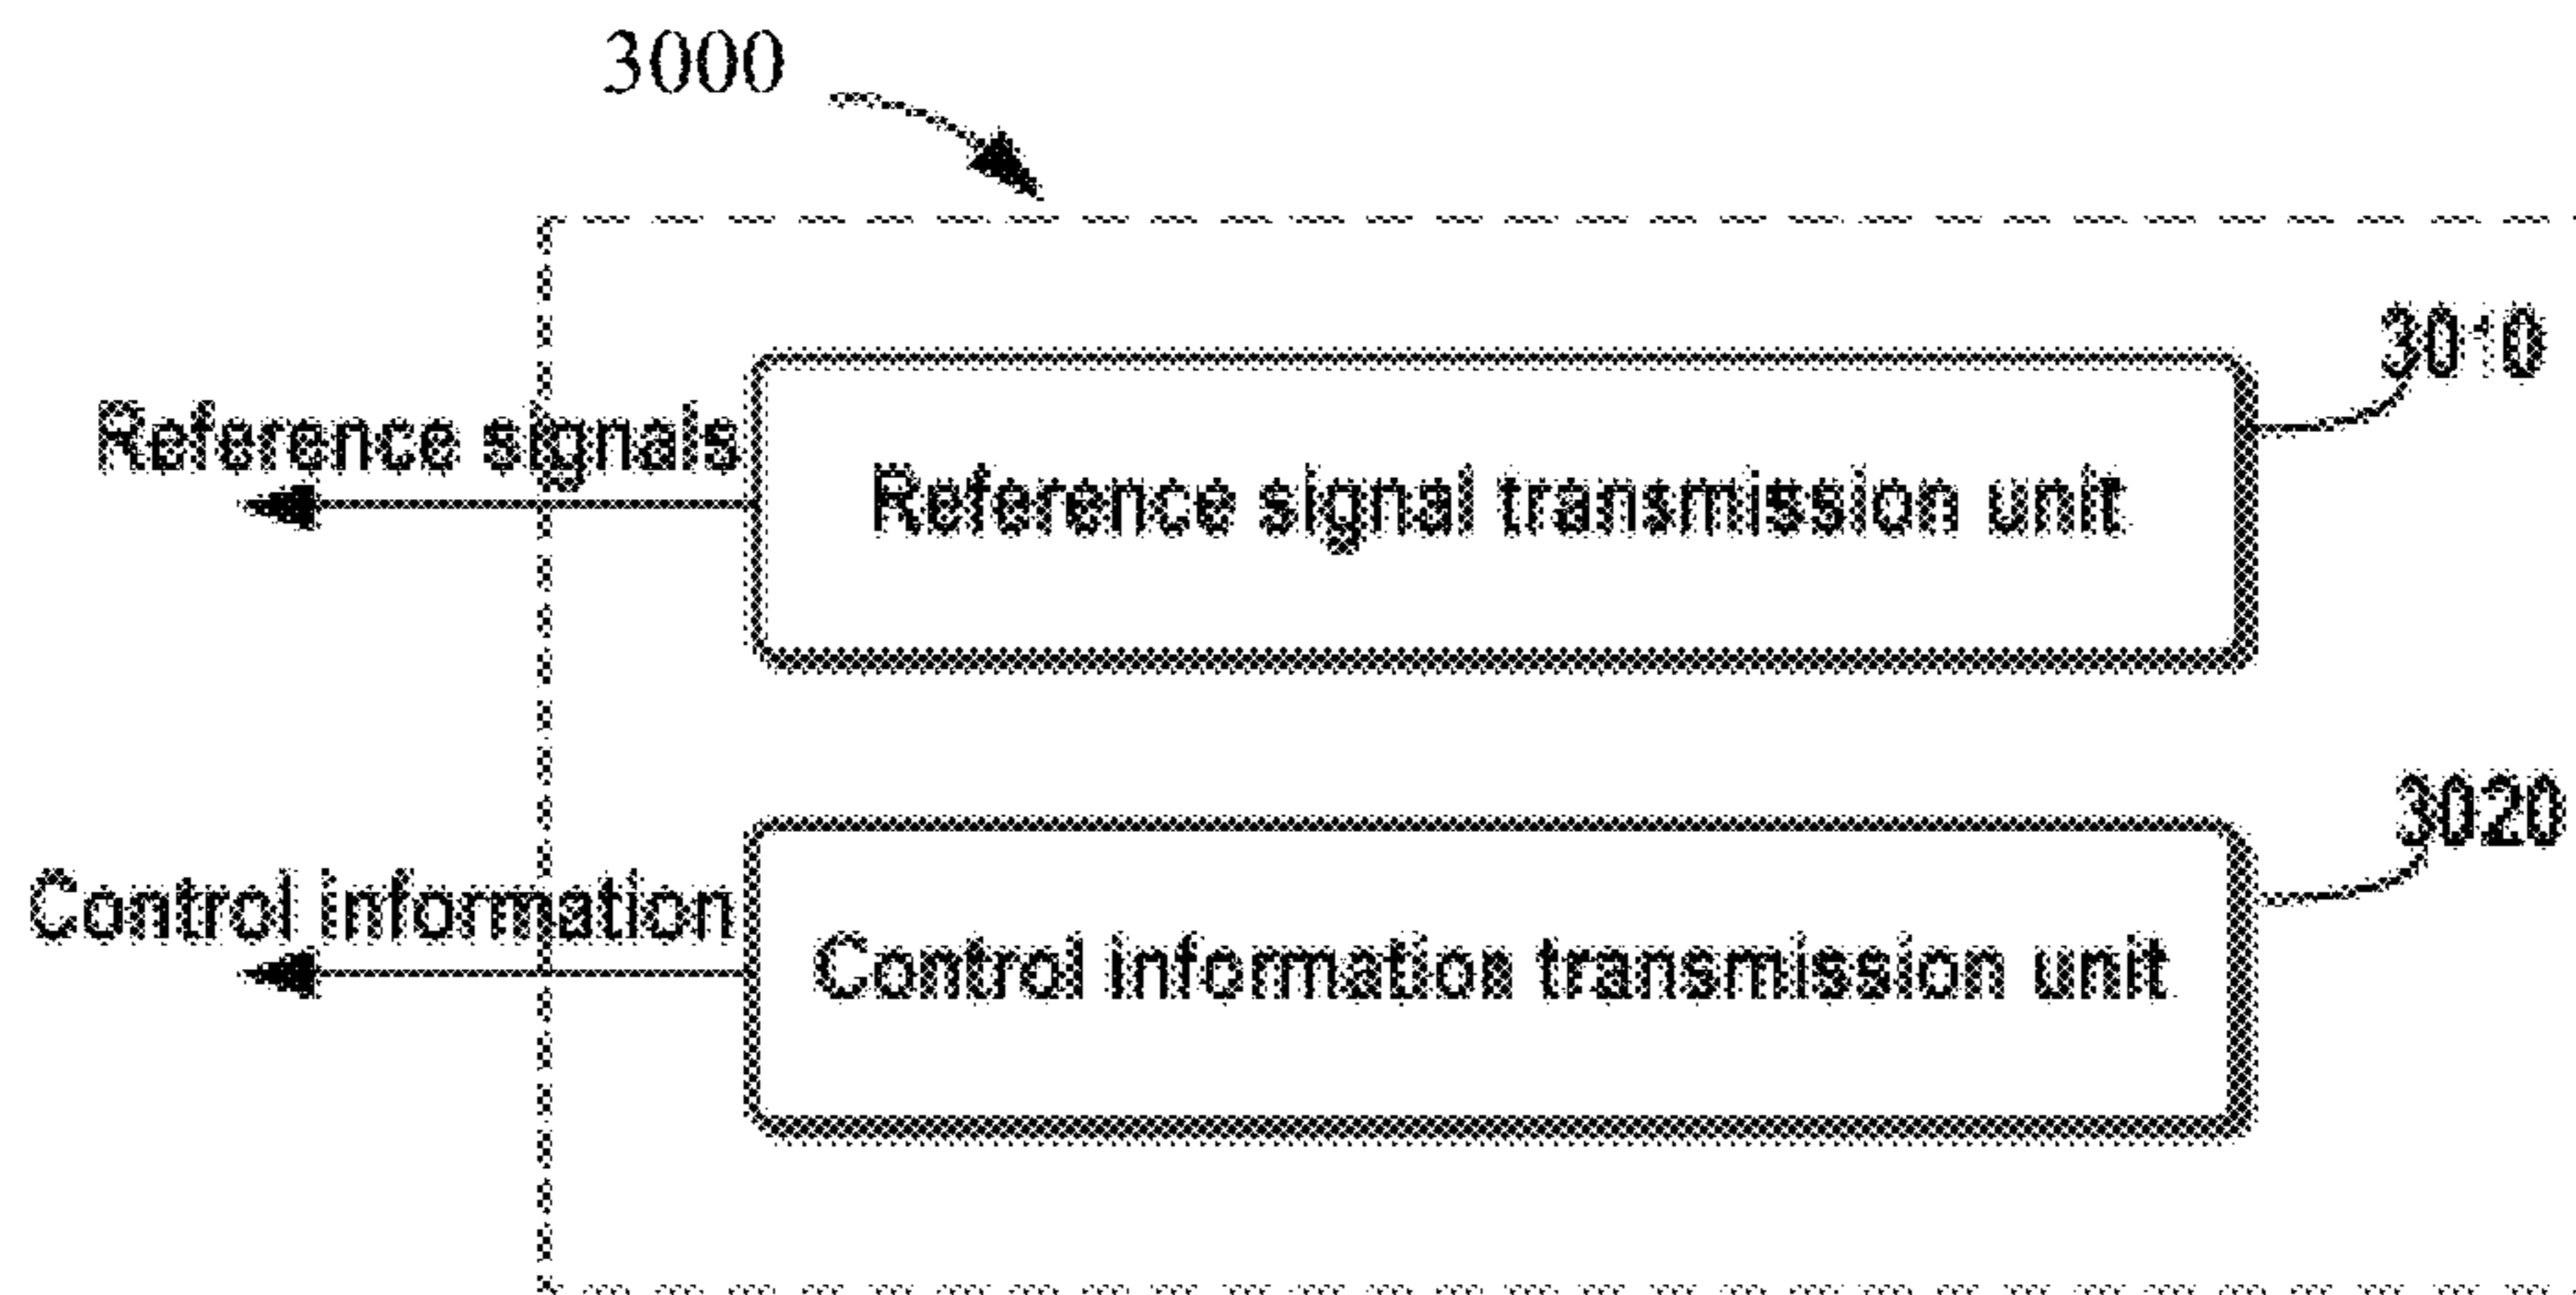 3000
3010
Reference signals
Reference signal transmission unit
3020
Control information
Control information transmission unit